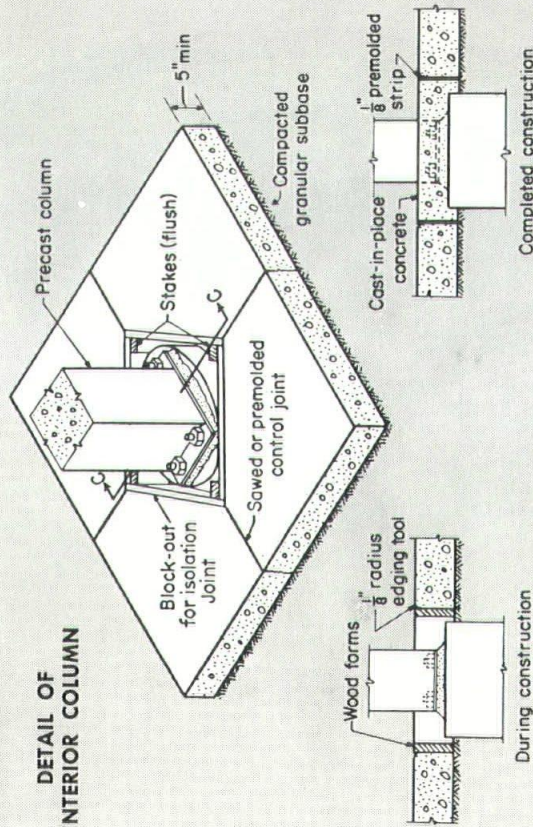 DETAIL OF
INTERIOR COLUMN
Precast column
5" min
Stakes (flush)
C
C
Block-out
for isolation
joint
Sawed or premolded
control joint
Compacted
granular subbase
Wood forms
1/8" radius
edging tool
During construction
Cast-in-place
concrete
1/8" premolded
strip
Completed construction